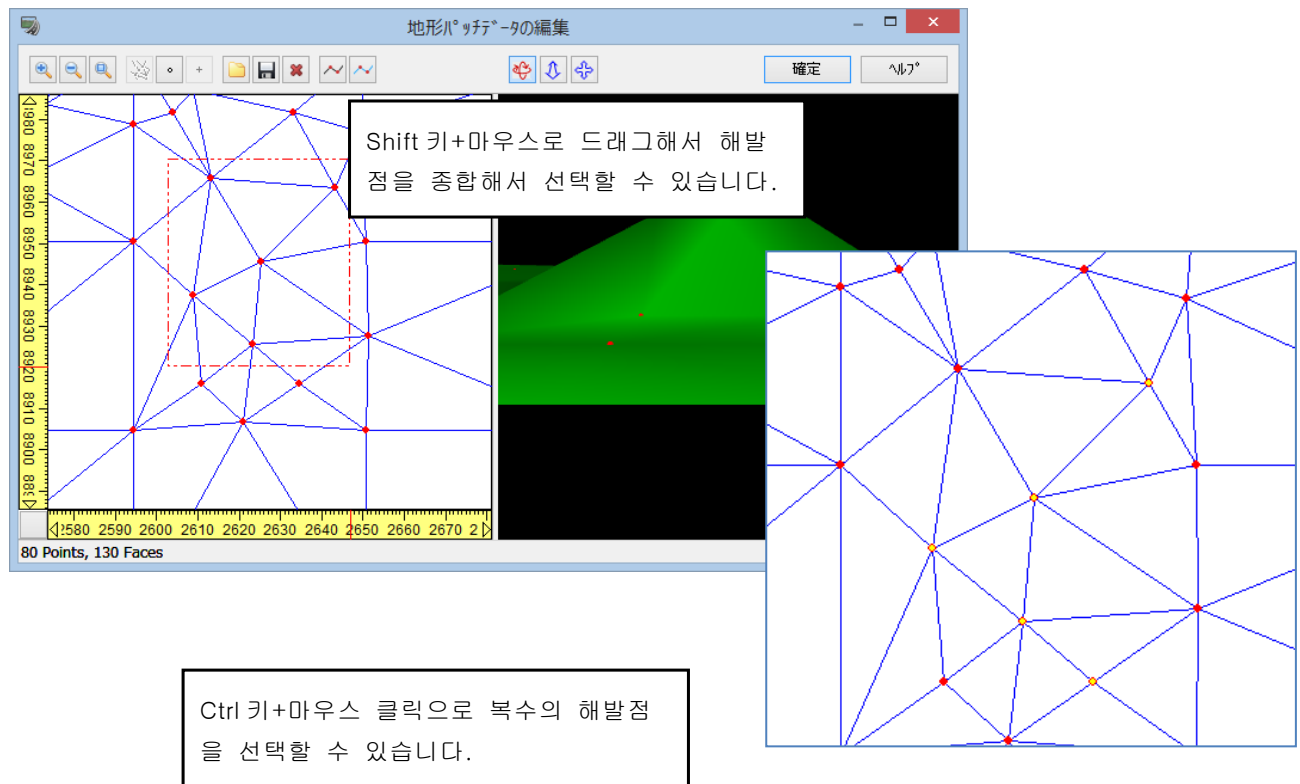 地形ﾊﾟｯﾁﾃﾞｰﾀの編集
確定
ﾍﾙﾌﾟ
Shift 키+마우스로 드래그해서 해발
점을 종합해서 선택할 수 있습니다.
8980
8970
8960
8950
8940
8930
8920
8910
8900
2580 2590 2600 2610 2620 2630 2640 2650 2660 2670 2
80 Points, 130 Faces
Ctrl 키+마우스 클릭으로 복수의 해발점
을 선택할 수 있습니다.